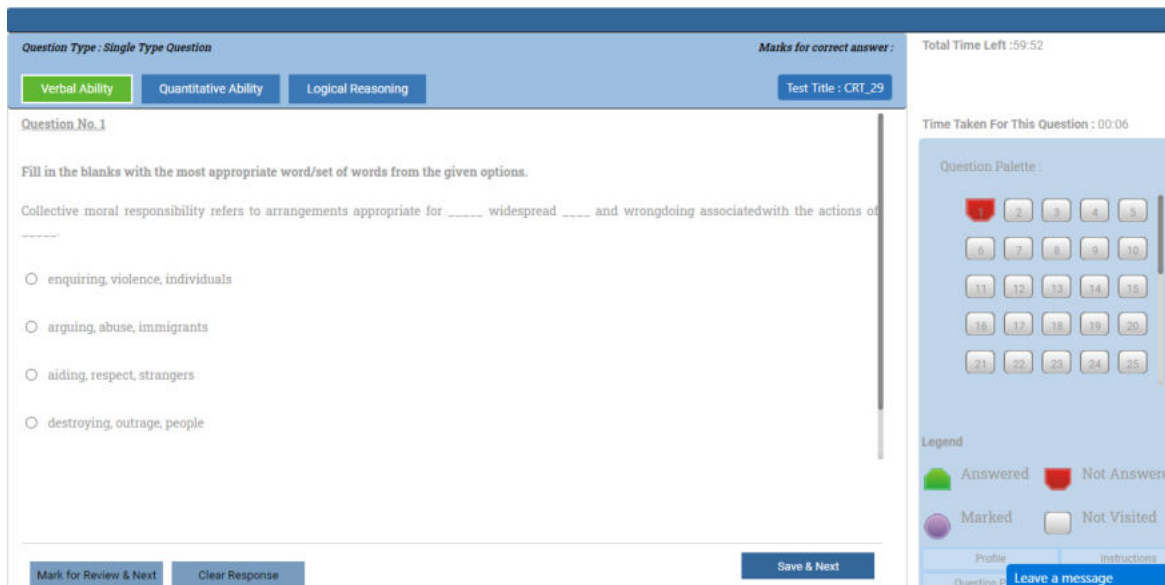 Question Type : Single Type Question
Marks for correct answer :
Total Time Left :59:52
Verbal Ability
Quantitative Ability
Logical Reasoning
Test Title : CRT_29
Question No. 1
Time Taken For This Question : 00:06
Fill in the blanks with the most appropriate word/set of words from the given options.
Collective moral responsibility refers to arrangements appropriate for _____ widespread ____ and wrongdoing associatedwith the actions of
_____.
enquiring, violence, individuals
arguing, abuse, immigrants
aiding, respect, strangers
destroying, outrage, people
Question Palette :
1 2 3 4 5
6 7 8 9 10
11 12 13 14 15
16 17 18 19 20
21 22 23 24 25
Legend
Answered
Not Answere
Marked
Not Visited
Profile
Instructions
Question P
Leave a message
Mark for Review & Next
Clear Response
Save & Next